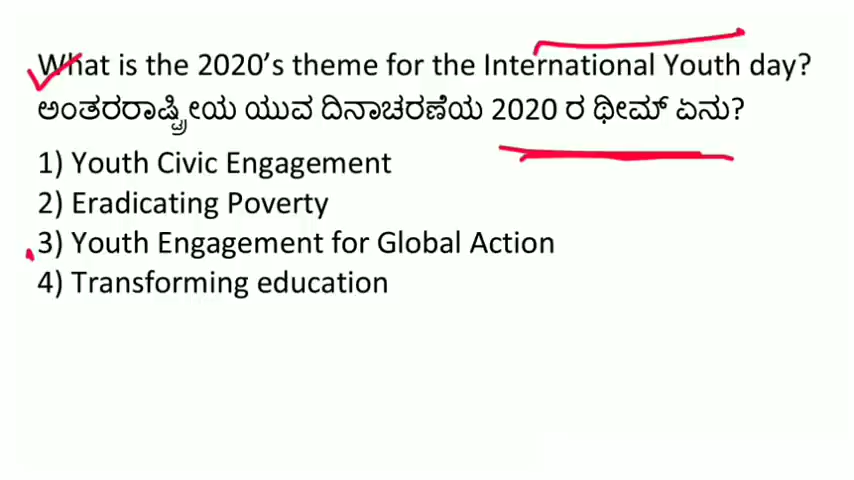 What is the 2020's theme for the International Youth day?
ಅಂತರರಾಷ್ಟ್ರೀಯ ಯುವ ದಿನಾಚರಣೆಯ 2020 ರ ಥೀಮ್ ಏನು?
1) Youth Civic Engagement
2) Eradicating Poverty
3) Youth Engagement for Global Action
4) Transforming education